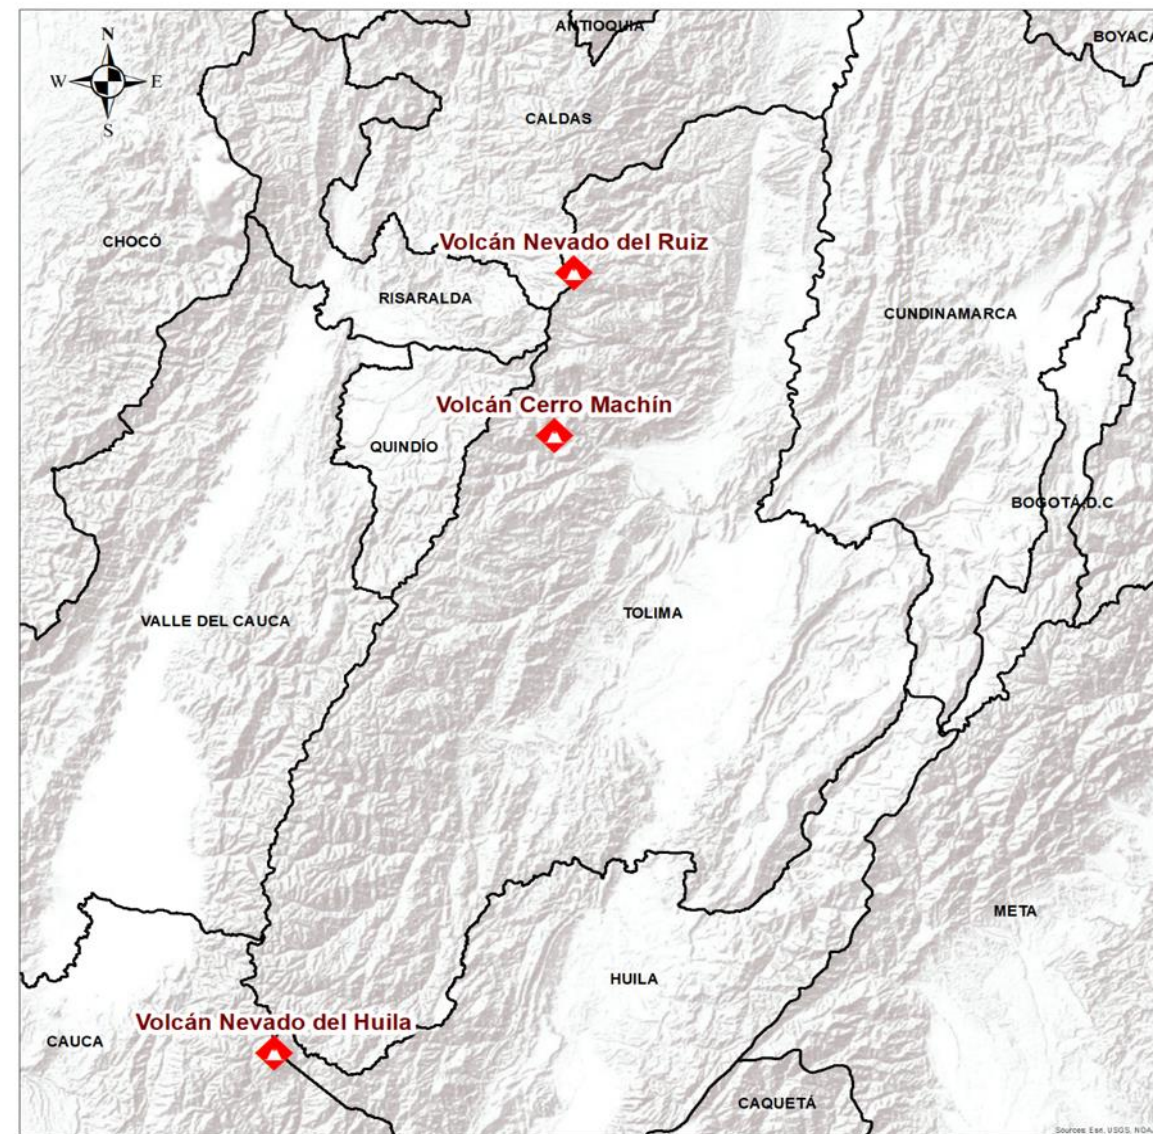 ANTIOQUIA
BOYACÁ
N
W
E
S
CALDAS
CHOCÓ
Volcán Nevado del Ruiz
RISARALDA
CUNDINAMARCA
Volcán Cerro Machín
QUINDÍO
BOGOTÁ D.C
TOLIMA
VALLE DEL CAUCA
META
HUILA
Volcán Nevado del Huila
CAUCA
CAQUETÁ
Sources: Esri, USGS, NOAA